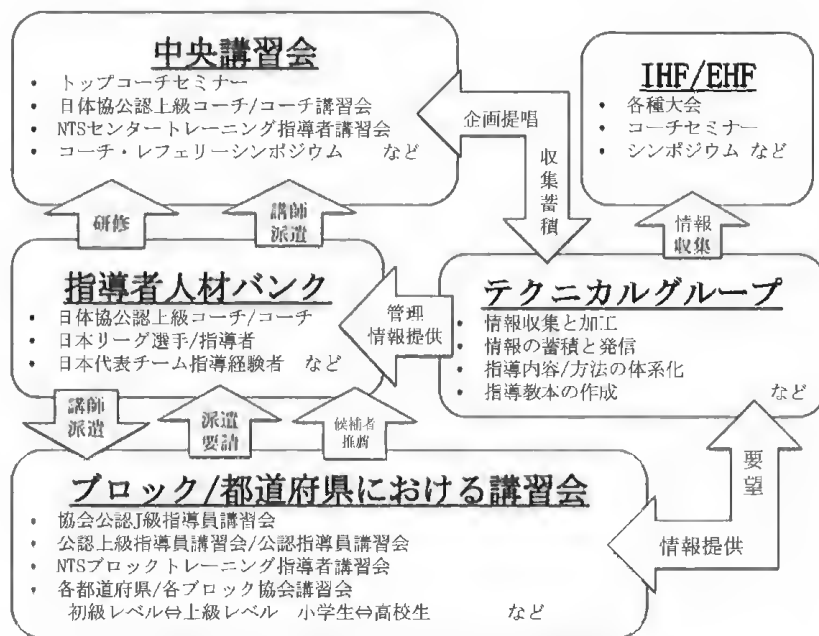 中央講習会
・ トップコーチセミナー
・ 日体協公認上級コーチ/コーチ講習会
・ NTSセンタートレーニング指導者講習会
・ コーチ・レフェリーシンポジウム　など
IHF/EHF
・ 各種大会
・ コーチセミナー
・ シンポジウム など
企画提唱
収集蓄積
研修
講師
派遣
情報
収集
指導者人材バンク
・ 日体協公認上級コーチ/コーチ
・ 日本リーグ選手/指導者
・ 日本代表チーム指導経験者　など
管理
情報提供
テクニカルグループ
・情報収集と加工
・情報の蓄積と発信
・指導内容/方法の体系化
・指導教本の作成　など
講師
派遣
派遣
要請
候補者
推薦
要望
情報提供
ブロック/都道府県における講習会
・ 協会公認J級指導員講習会
・ 公認上級指導員講習会/公認指導員講習会
・ NTSブロックトレーニング指導者講習会
・ 各都道府県/各ブロック協会講習会
初級レベル⇔上級レベル　小学生⇔高校生　など